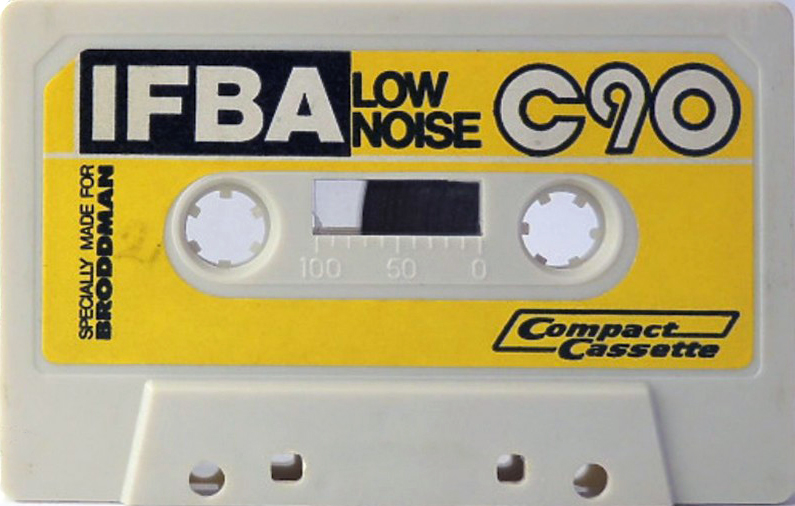 IFBA LOW NOISE C90
SPECIALLY MADE FOR
BRODDMAN
100 50 0
Compact
Cassette